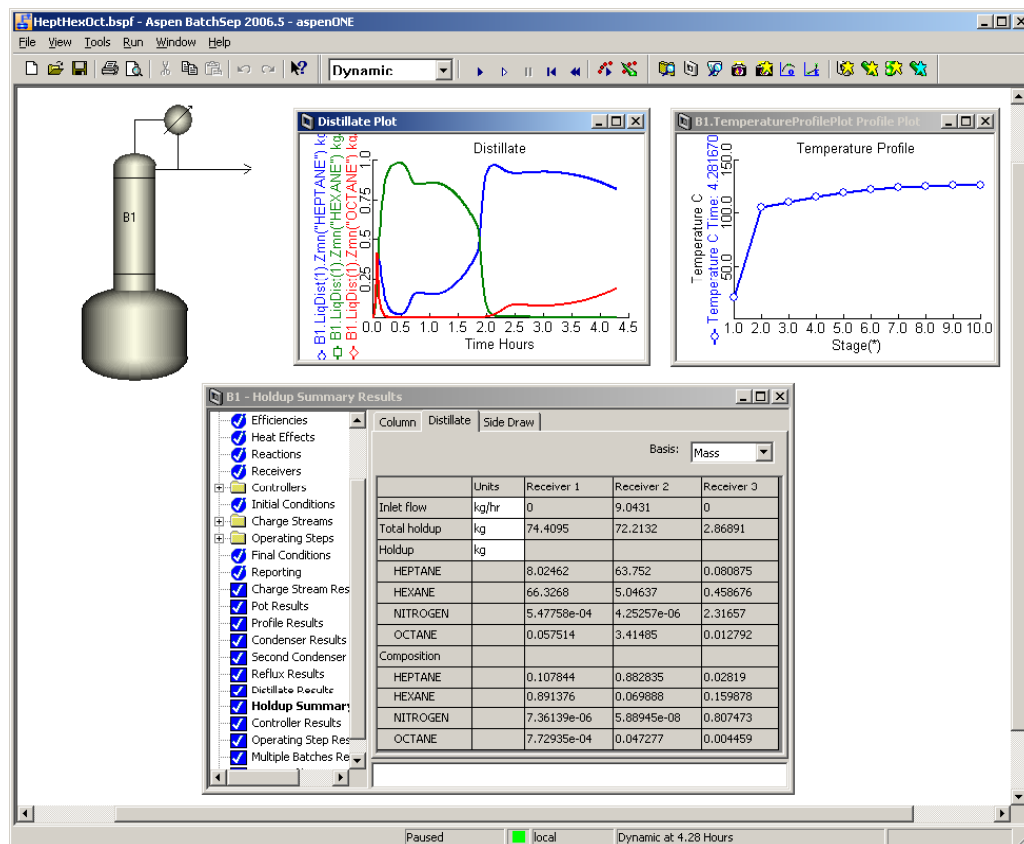 HeptHexOct.bspf - Aspen BatchSep 2006.5 - aspenONE
File View Tools Run Window Help
Dynamic
B1
Distillate Plot
Distillate
B1.LiqDist(1).Zmn("HEPTANE") kg
B1.LiqDist(1).Zmn("HEXANE") kg
B1.LiqDist(1).Zmn("OCTANE") kg
0.25 0.5 0.75 1.0
0.0 0.5 1.0 1.5 2.0 2.5 3.0 3.5 4.0 4.5
Time Hours
B1.TemperatureProfilePlot Profile Plot
Temperature Profile
Temperature C Time: 4.281670
Temperature C
50.0 100.0 150.0
1.0 2.0 3.0 4.0 5.0 6.0 7.0 8.0 9.0 10.0
Stage(*)
B1 - Holdup Summary Results
Efficiencies
Heat Effects
Reactions
Receivers
Controllers
Initial Conditions
Charge Streams
Operating Steps
Final Conditions
Reporting
Charge Stream Res
Pot Results
Profile Results
Condenser Results
Second Condenser
Reflux Results
Distillate Results
Holdup Summary
Controller Results
Operating Step Res
Multiple Batches Re
Column Distillate Side Draw
Basis: Mass
Units Receiver 1 Receiver 2 Receiver 3
Inlet flow kg/hr 0 9.0431 0
Total holdup kg 74.4095 72.2132 2.86891
Holdup kg
HEPTANE 8.02462 63.752 0.080875
HEXANE 66.3268 5.04637 0.458676
NITROGEN 5.47758e-04 4.25257e-06 2.31657
OCTANE 0.057514 3.41485 0.012792
Composition
HEPTANE 0.107844 0.882835 0.02819
HEXANE 0.891376 0.069888 0.159878
NITROGEN 7.36139e-06 5.88945e-08 0.807473
OCTANE 7.72935e-04 0.047277 0.004459
Paused local Dynamic at 4.28 Hours